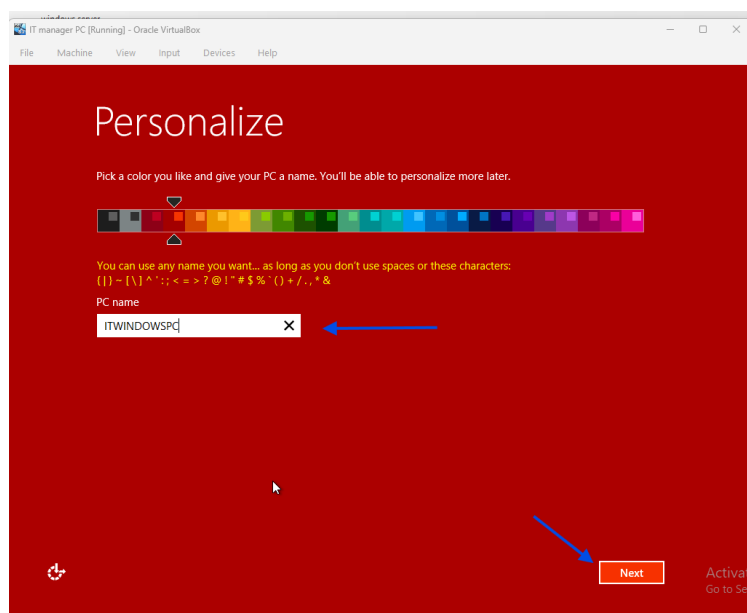 IT manager PC [Running] - Oracle VirtualBox
File Machine View Input Devices Help
Personalize
Pick a color you like and give your PC a name. You'll be able to personalize more later.
You can use any name you want... as long as you don't use spaces or these characters:
{ | } ~ [ \ ] ^ ' : ; < = > ? @ ! " # $ % ` ( ) + / . , * &
PC name
ITWINDOWSPC
Next
Activa
Go to Se